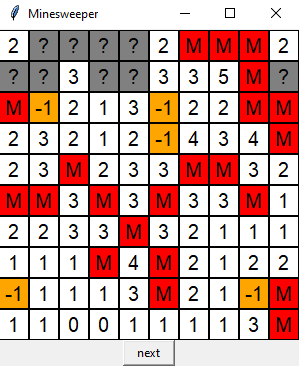 Minesweeper
2 ? ? ? ? 2 M M M 2
? ? 3 ? ? 3 3 5 M ?
M -1 2 1 3 -1 2 2 M M
2 3 2 1 2 -1 4 3 4 M
2 3 M 2 3 3 M M 3 2
M M 3 M 3 M 3 3 M 1
2 2 3 3 M 3 2 1 1 1
1 1 1 M 4 M 2 1 2 2
-1 1 1 1 3 M 2 1 -1 M
1 1 0 0 1 1 1 1 3 M
next